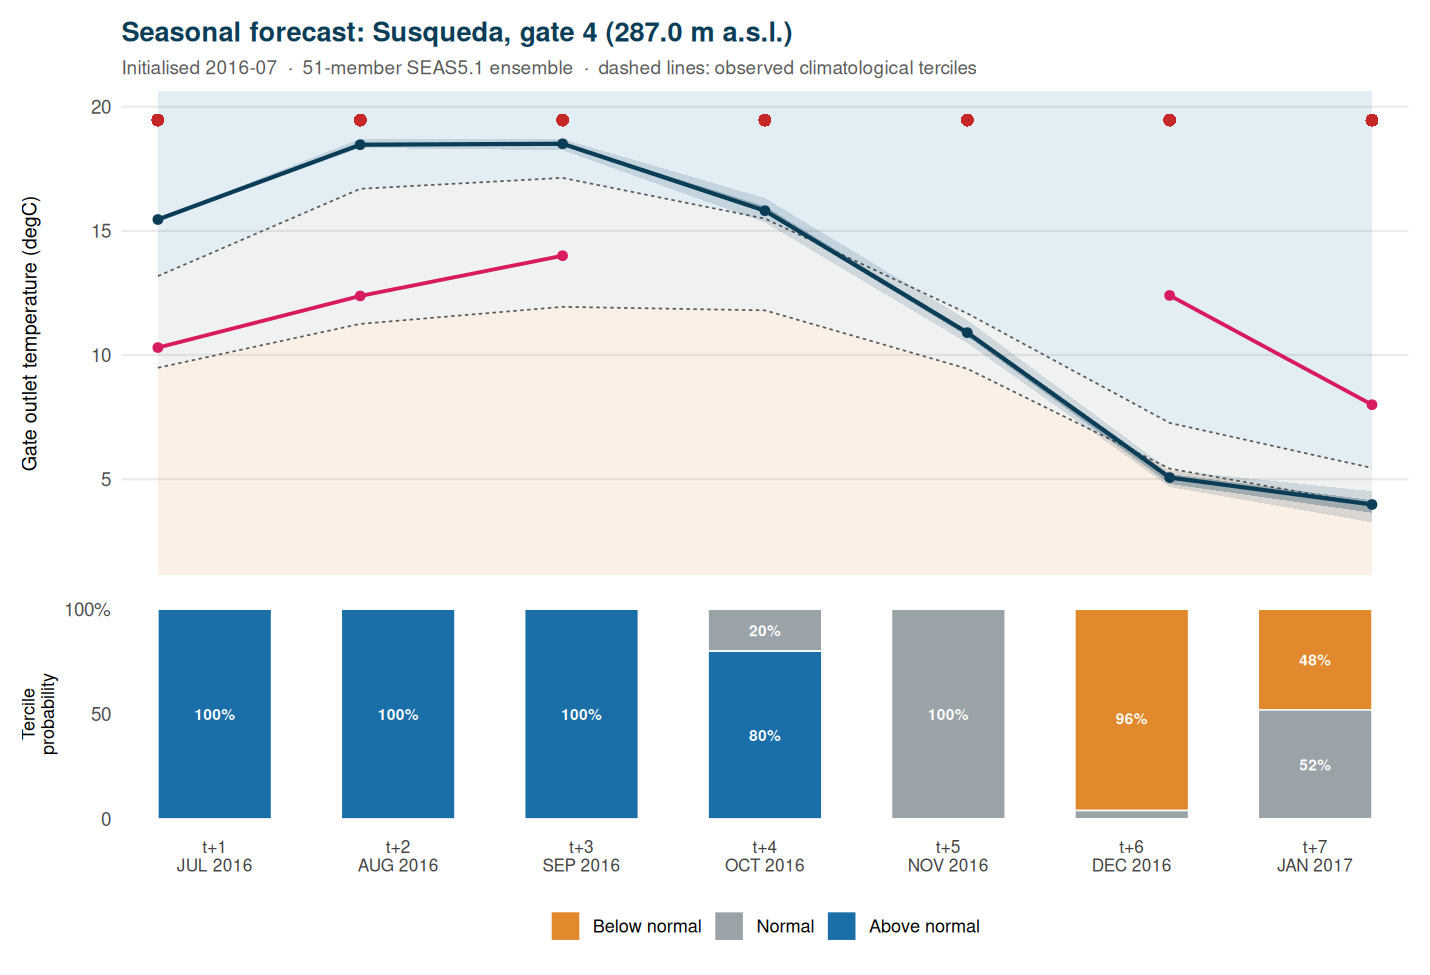 Seasonal forecast: Susqueda, gate 4 (287.0 m a.s.l.)
Initialised 2016-07 · 51-member SEAS5.1 ensemble · dashed lines: observed climatological terciles
Gate outlet temperature (degC)
20
15
10
5
Tercile
probability
100%
50
0
100%
100%
100%
20%
80%
100%
96%
48%
52%
t+1
JUL 2016
t+2
AUG 2016
t+3
SEP 2016
t+4
OCT 2016
t+5
NOV 2016
t+6
DEC 2016
t+7
JAN 2017
Below normal
Normal
Above normal